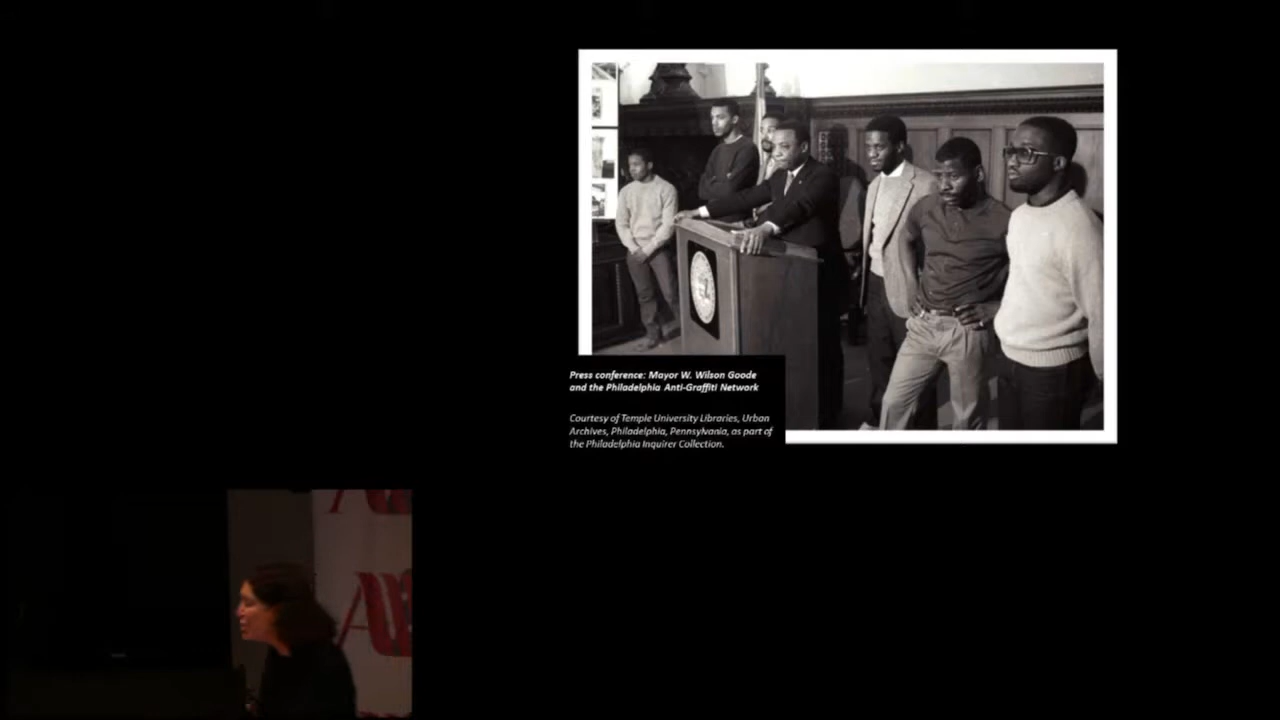 Press conference: Mayor W. Wilson Goode
and the Philadelphia Anti-Graffiti Network
Courtesy of Temple University Libraries, Urban
Archives, Philadelphia, Pennsylvania, as part of
the Philadelphia Inquirer Collection.